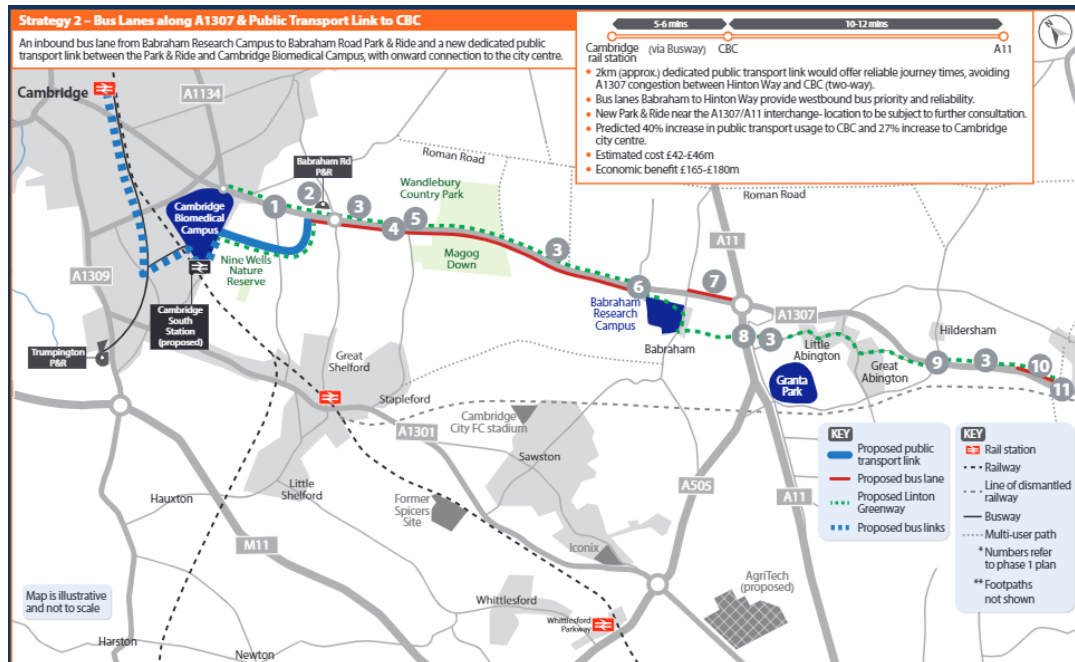 Strategy 2 – Bus Lanes along A1307 & Public Transport Link to CBC
An inbound bus lane from Babraham Research Campus to Babraham Road Park & Ride and a new dedicated public
transport link between the Park & Ride and Cambridge Biomedical Campus, with onward connection to the city centre.
5-6 mins
10-12 mins
Cambridge
rail station
(via Busway)
CBC
A11
• 2km (approx.) dedicated public transport link would offer reliable journey times, avoiding
A1307 congestion between Hinton Way and CBC (two-way).
• Bus lanes Babraham to Hinton Way provide westbound bus priority and reliability.
• New Park & Ride near the A1307/A11 interchange- location to be subject to further consultation.
• Predicted 40% increase in public transport usage to CBC and 27% increase to Cambridge
city centre.
• Estimated cost £42-£46m
• Economic benefit £165-£180m
N
Cambridge
A1134
Babraham Rd
P&R
Roman Road
Wandlebury
Country Park
Roman Road
Cambridge
Biomedical
Campus
1
2
3
4
5
Magog
Down
3
A11
A1309
Nine Wells
Nature
Reserve
6
7
Babraham
Research
Campus
A1307
Cambridge
South
Station
(proposed)
Trumpington
P&R
Babraham
8
3
Little
Abington
Hildersham
Great
Abington
9
3
10
11
Great
Shelford
Stapleford
Granta
Park
A1301
Cambridge
City FC stadium
Sawston
Little
Shelford
Hauxton
Former
Spicers
Site
A505
A11
M11
Iconix
AgriTech
(proposed)
Whittlesford
Whittlesford
Parkway
Harston
Newton
Map is illustrative
and not to scale
KEY
Proposed public
transport link
Proposed bus lane
Proposed Linton
Greenway
Proposed bus links
KEY
Rail station
Railway
Line of dismantled
railway
Busway
Multi-user path
* Numbers refer
to phase 1 plan
** Footpaths
not shown